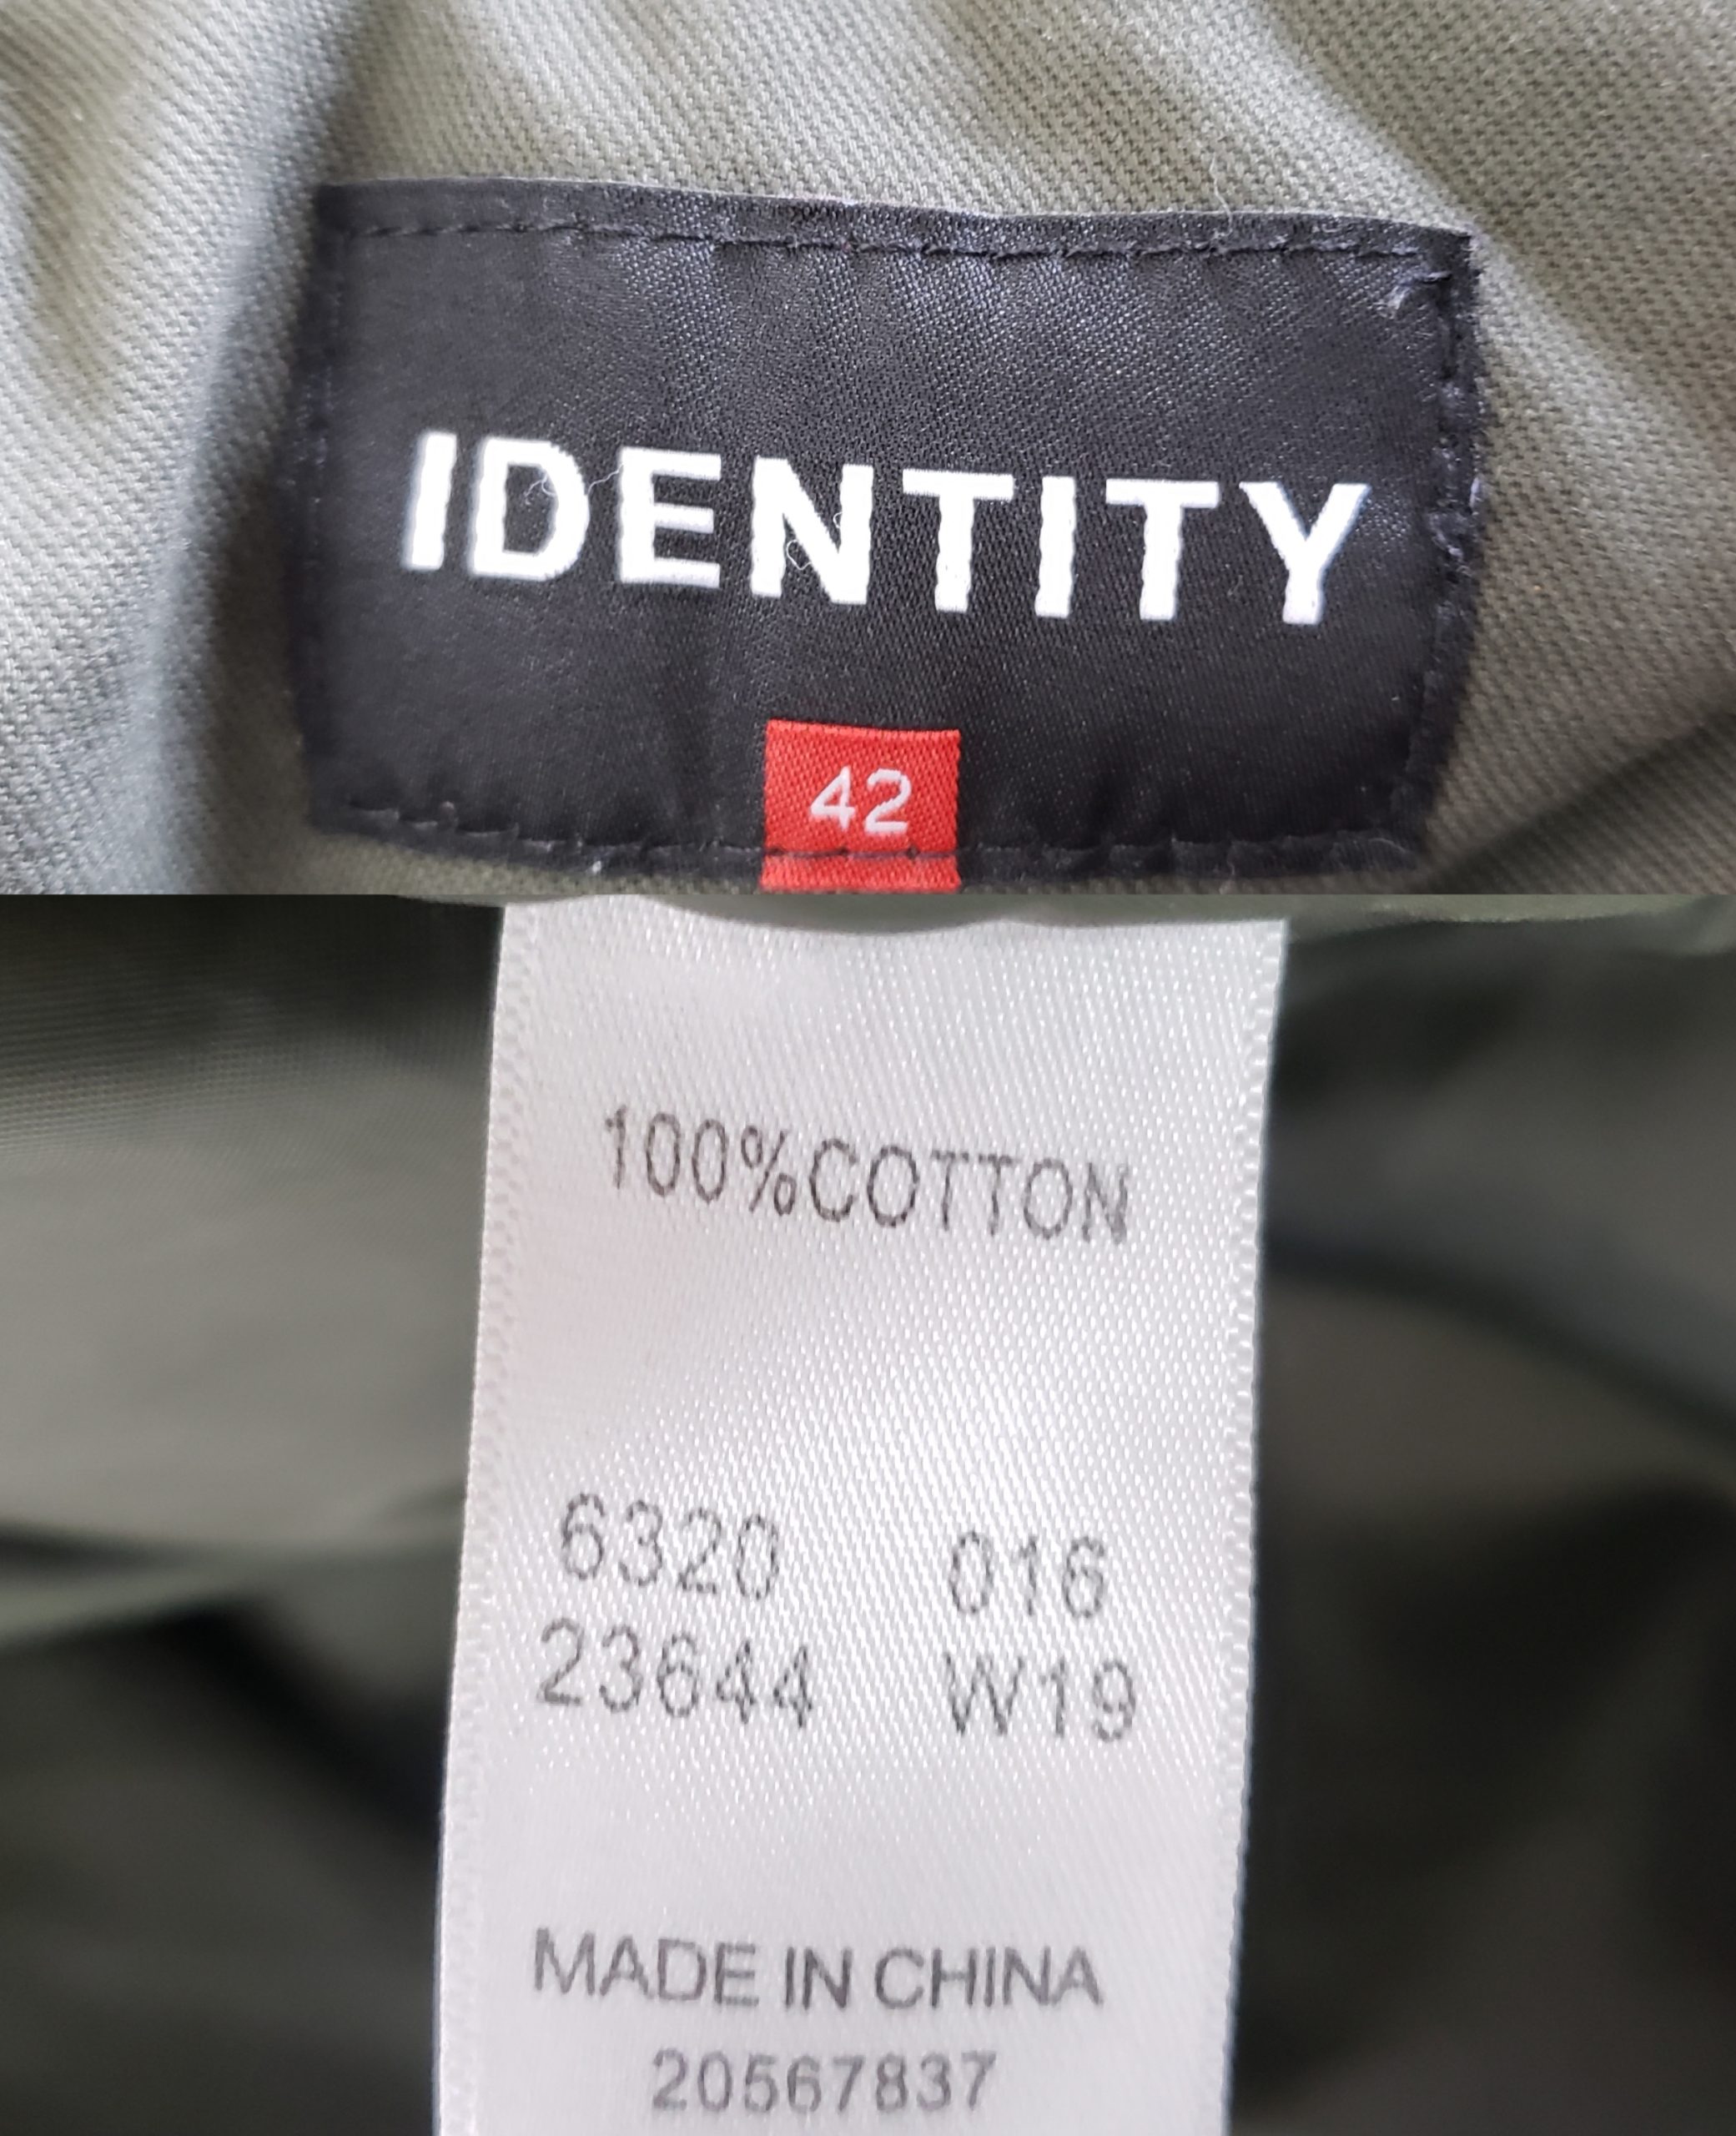 IDENTITY
42
100%COTTON
6320 016
23644 W19
MADE IN CHINA
20567837